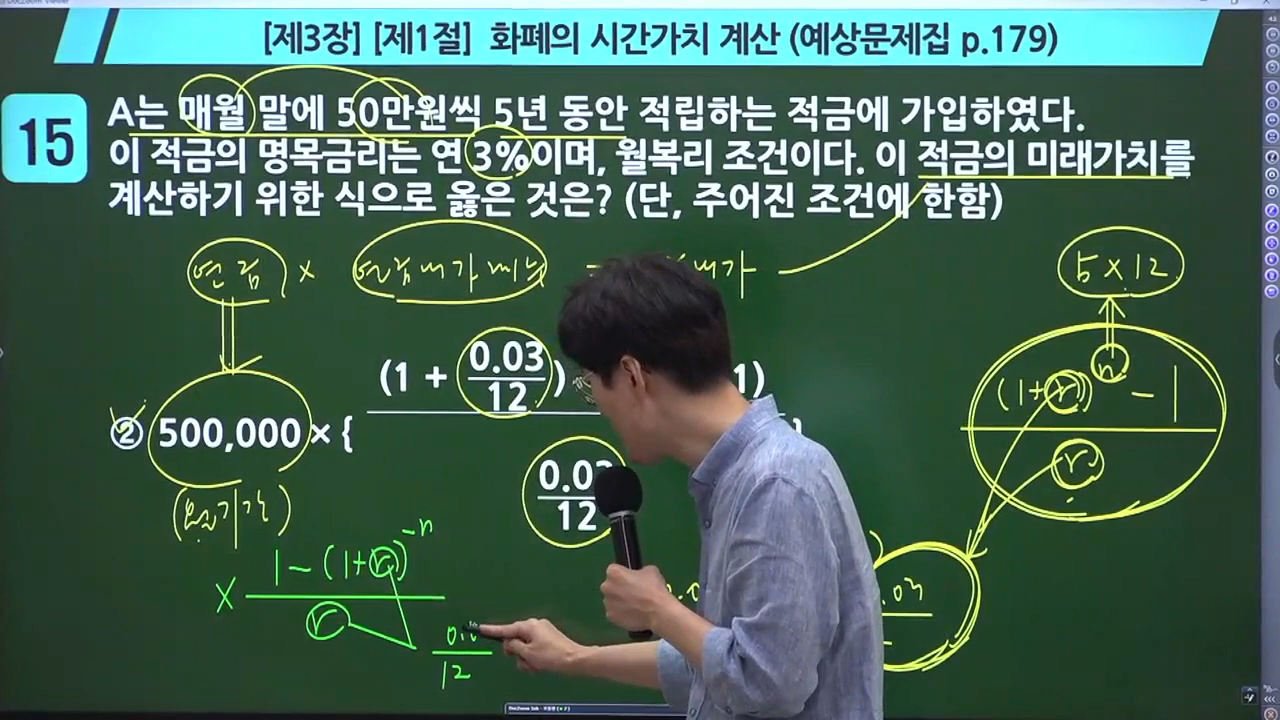 [제3장] [제1절] 화폐의 시간가치 계산 (예상문제집 p.179)
15
A는 매월 말에 50만원씩 5년 동안 적립하는 적금에 가입하였다.
이 적금의 명목금리는 연 3%이며, 월복리 조건이다. 이 적금의 미래가치를
계산하기 위한 식으로 옳은 것은? (단, 주어진 조건에 한함)
연금 × 연금내가계수
5×12
② 500,000 × {
(1 + 0.03/12)
1)
12
(1+r)^n - 1
r
× 1-(1+r)^-n
r
12